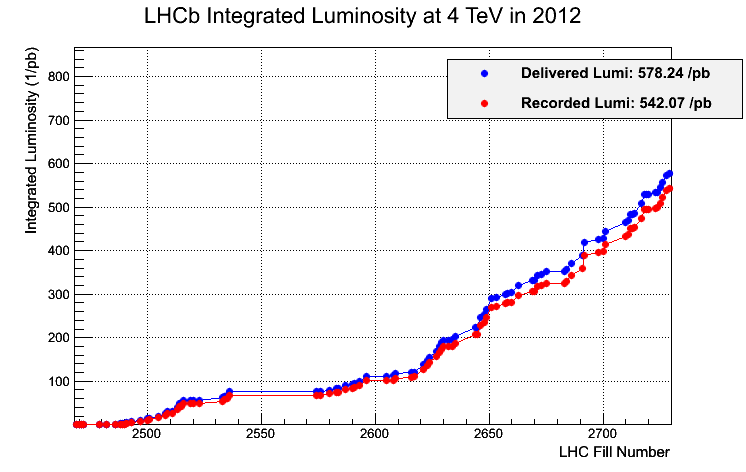 LHCb Integrated Luminosity at 4 TeV in 2012
Integrated Luminosity (1/pb)
Delivered Lumi: 578.24 /pb
Recorded Lumi: 542.07 /pb
800
700
600
500
400
300
200
100
2500 2550 2600 2650 2700
LHC Fill Number